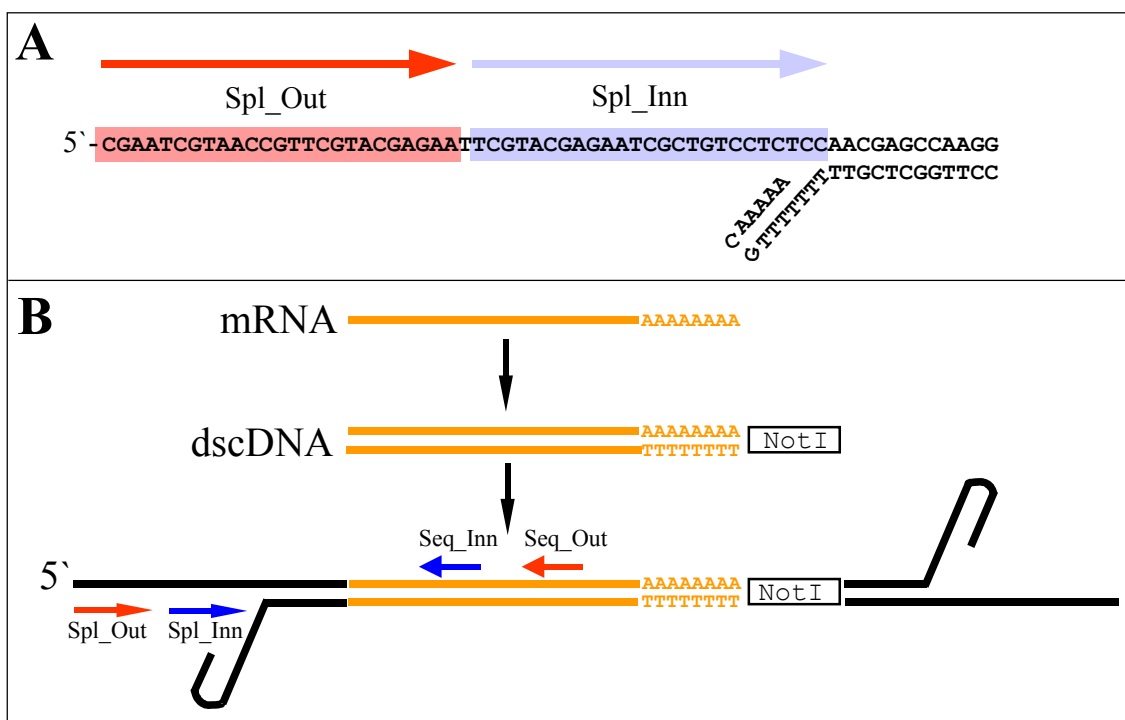 A
Spl_Out Spl_Inn
5`-CGAATCGTAACCGTTCGTACGAGAATTCGTACGAGAATCGCTGTCCTCTCCAACGAGCCAAGG
TTGCTCGGTTCC
CAAAAA
GTTTTTTT
B
mRNA AAAAAAAA
dscDNA AAAAAAAA NotI
TTTTTTTT
Seq_Inn Seq_Out
5` AAAAAAAA NotI
TTTTTTTT
Spl_Out Spl_Inn